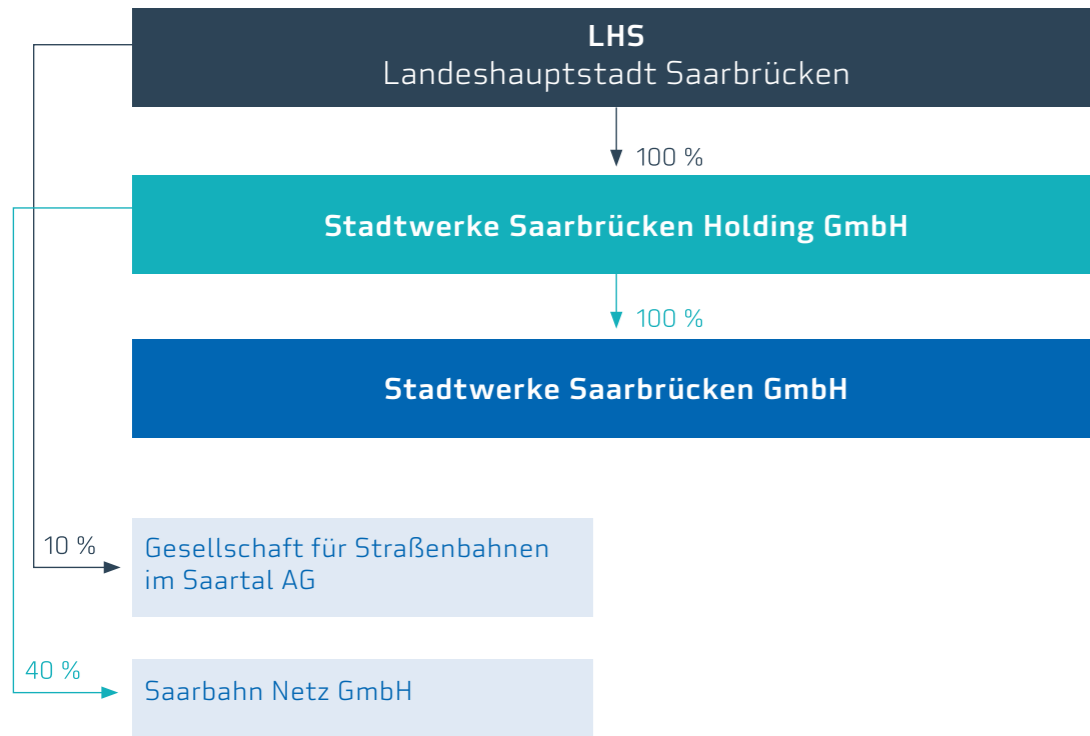 LHS
Landeshauptstadt Saarbrücken
100 %
Stadtwerke Saarbrücken Holding GmbH
100 %
Stadtwerke Saarbrücken GmbH
10 %
Gesellschaft für Straßenbahnen
im Saartal AG
40 %
Saarbahn Netz GmbH